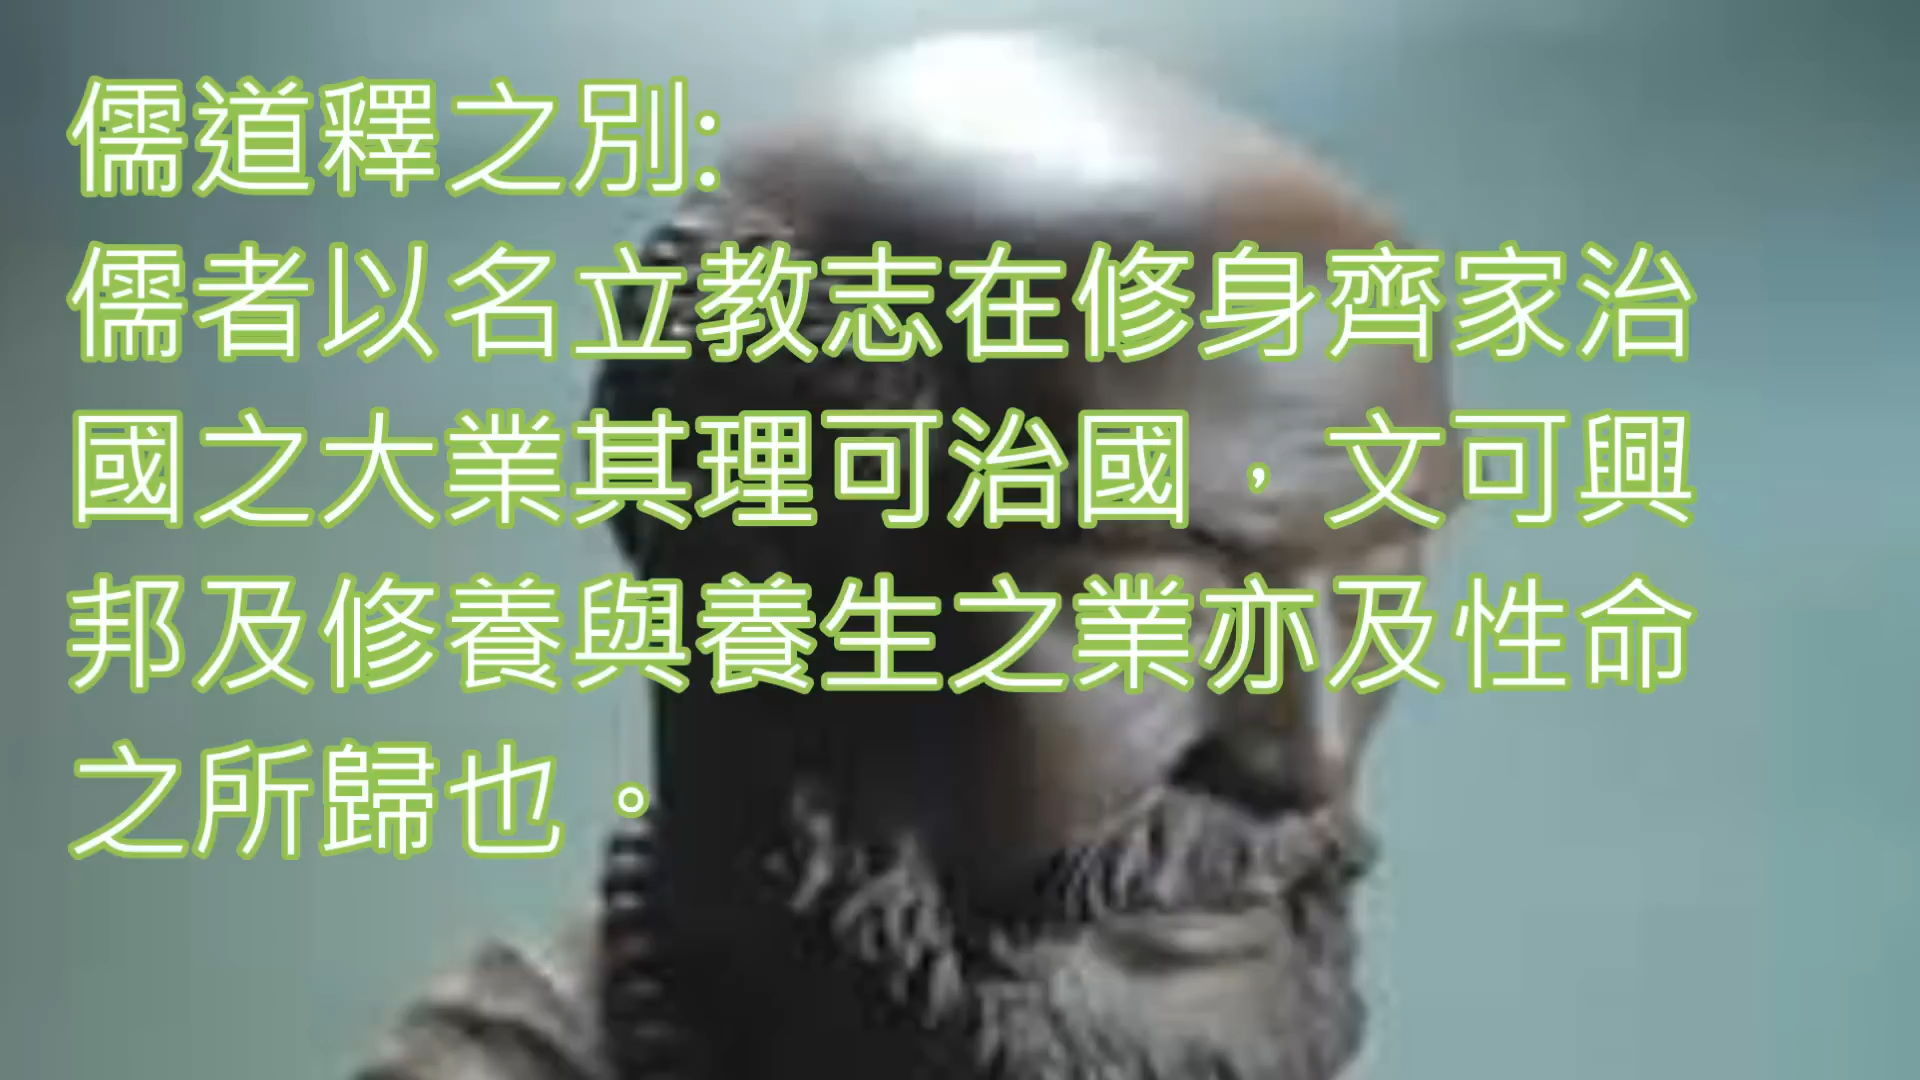 儒道釋之別:
儒者以名立教志在修身齊家治
國之大業其理可治國，文可興
邦及修養與養生之業亦及性命
之所歸也。